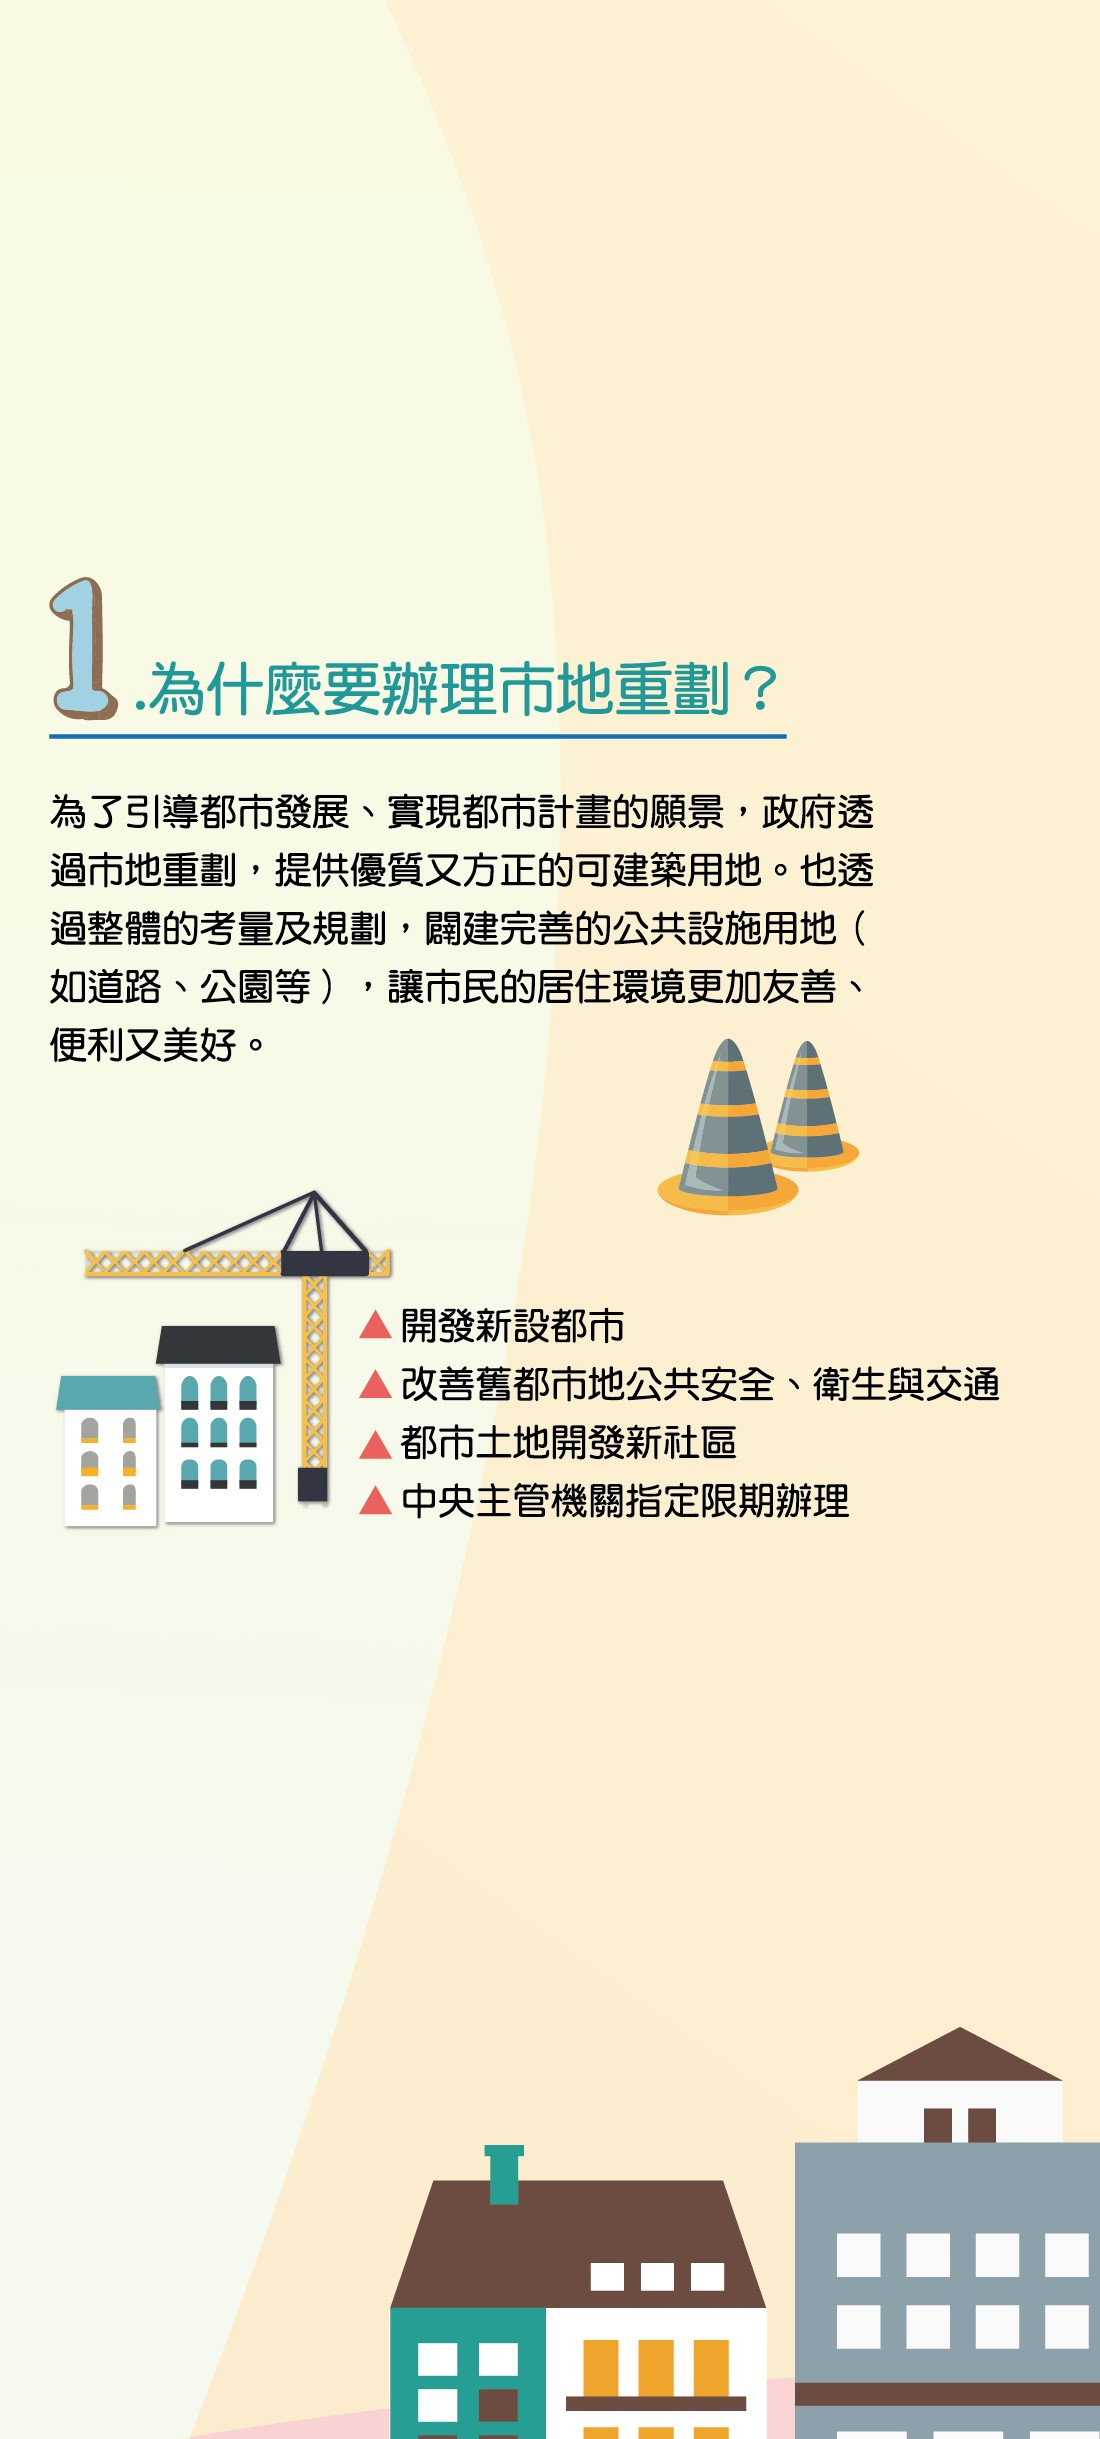 1.為什麼要辦理市地重劃？
為了引導都市發展、實現都市計畫的願景，政府透
過市地重劃，提供優質又方正的可建築用地。也透
過整體的考量及規劃，闢建完善的公共設施用地（
如道路、公園等），讓市民的居住環境更加友善、
便利又美好。
▲開發新設都市
▲改善舊都市地公共安全、衛生與交通
▲都市土地開發新社區
▲中央主管機關指定限期辦理